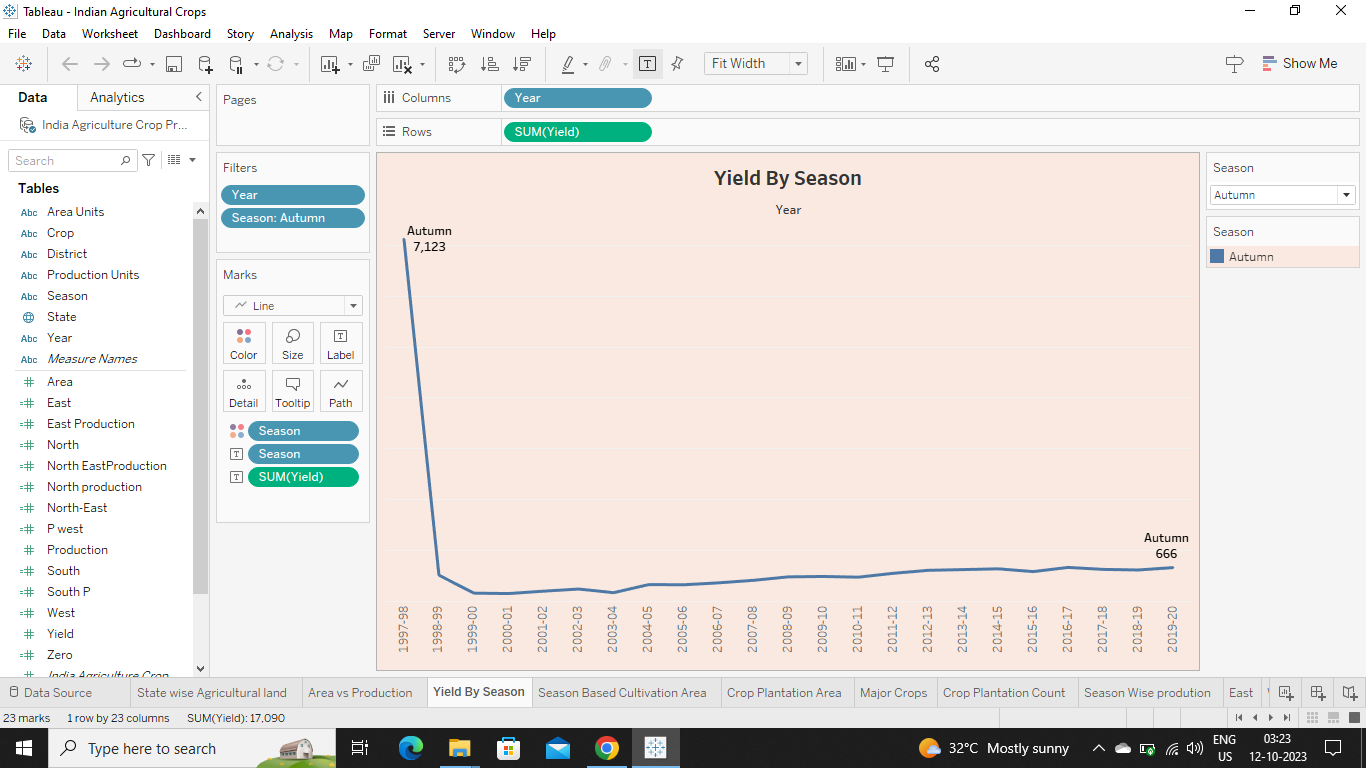 Tableau - Indian Agricultural Crops
File Data Worksheet Dashboard Story Analysis Map Format Server Window Help
Fit Width
Show Me
Data Analytics
India Agriculture Crop Pr...
Search
Tables
Abc Area Units
Abc Crop
Abc District
Abc Production Units
Abc Season
State
Abc Year
Abc Measure Names
Area
East
East Production
North
North EastProduction
North production
North-East
P west
Production
South
South P
West
Yield
Zero
India Agriculture Crop
Pages
Filters
Year
Season: Autumn
Marks
Line
Color Size Label
Detail Tooltip Path
Season
Season
SUM(Yield)
Columns Year
Rows SUM(Yield)
Yield By Season
Year
Autumn
7,123
Autumn
666
1997-98
1998-99
1999-00
2000-01
2001-02
2002-03
2003-04
2004-05
2005-06
2006-07
2007-08
2008-09
2009-10
2010-11
2011-12
2012-13
2013-14
2014-15
2015-16
2016-17
2017-18
2018-19
2019-20
Season
Autumn
Season
Autumn
Data Source State wise Agricultural land Area vs Production Yield By Season Season Based Cultivation Area Crop Plantation Area Major Crops Crop Plantation Count Season Wise prodution East
23 marks 1 row by 23 columns SUM(Yield): 17,090
Type here to search
32°C Mostly sunny
ENG
US
03:23
12-10-2023